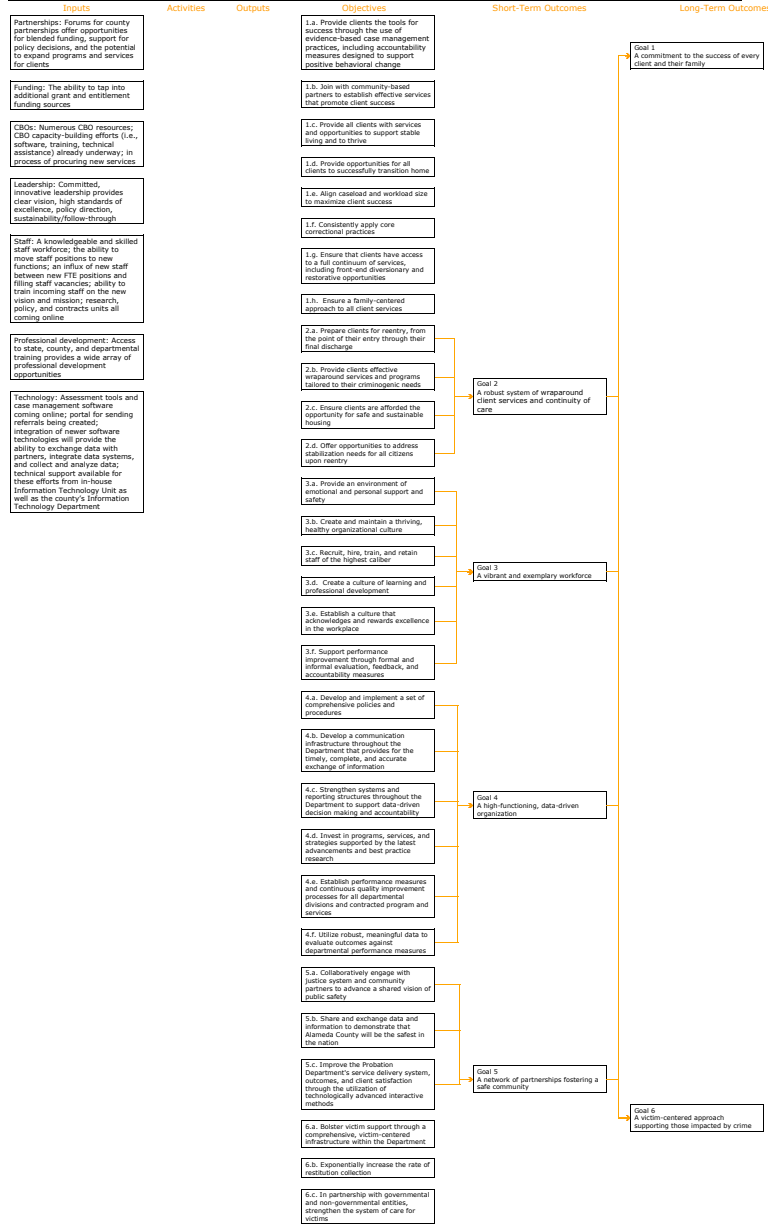 Inputs
Activities
Outputs
Objectives
Short-Term Outcomes
Long-Term Outcomes
Partnerships: Forums for county
partnerships offer opportunities
for blended funding, support for
policy decisions, and the potential
to expand programs and services
for clients
Funding: The ability to tap into
additional grant and entitlement
funding sources
CBOs: Numerous CBO resources;
CBO capacity-building efforts (i.e.,
software, training, technical
assistance) already underway; in
process of procuring new services
Leadership: Committed,
innovative leadership provides
clear vision, high standards of
excellence, policy direction,
sustainability/follow-through
Staff: A knowledgeable and skilled
staff workforce; the ability to
move staff positions to new
functions; an influx of new staff
between new FTE positions and
filling staff vacancies; ability to
train incoming staff on the new
vision and mission; research,
policy, and contracts units all
coming online
Professional development: Access
to state, county, and departmental
training provides a wide array of
professional development
opportunities
Technology: Assessment tools and
case management software
coming online; portal for sending
referrals being created;
integration of newer software
technologies will provide the
ability to exchange data with
partners, integrate data systems,
and collect and analyze data;
technical support available for
these efforts from in-house
Information Technology Unit as
well as the county's Information
Technology Department
1.a. Provide clients the tools for
success through the use of
evidence-based case management
practices, including accountability
measures designed to support
positive behavioral change
1.b. Join with community-based
partners to establish effective services
that promote client success
1.c. Provide all clients with services
and opportunities to support stable
living and to thrive
1.d. Provide opportunities for all
clients to successfully transition home
1.e. Align caseload and workload size
to maximize client success
1.f. Consistently apply core
correctional practices
1.g. Ensure that clients have access
to a full continuum of services,
including front-end diversionary and
restorative opportunities
1.h. Ensure a family-centered
approach to all client services
2.a. Prepare clients for reentry, from
the point of their entry through their
final discharge
2.b. Provide clients effective
wraparound services and programs
tailored to their criminogenic needs
2.c. Ensure clients are afforded the
opportunity for safe and sustainable
housing
2.d. Offer opportunities to address
stabilization needs for all citizens
upon reentry
3.a. Provide an environment of
emotional and personal support and
safety
3.b. Create and maintain a thriving,
healthy organizational culture
3.c. Recruit, hire, train, and retain
staff of the highest caliber
3.d. Create a culture of learning and
professional development
3.e. Establish a culture that
acknowledges and rewards excellence
in the workplace
3.f. Support performance
improvement through formal and
informal evaluation, feedback, and
accountability measures
4.a. Develop and implement a set of
comprehensive policies and
procedures
4.b. Develop a communication
infrastructure throughout the
Department that provides for the
timely, complete, and accurate
exchange of information
4.c. Strengthen systems and
reporting structures throughout the
Department to support data-driven
decision making and accountability
4.d. Invest in programs, services, and
strategies supported by the latest
advancements and best practice
research
4.e. Establish performance measures
and continuous quality improvement
processes for all departmental
divisions and contracted program and
services
4.f. Utilize robust, meaningful data to
evaluate outcomes against
departmental performance measures
5.a. Collaboratively engage with
justice system and community
partners to advance a shared vision of
public safety
5.b. Share and exchange data and
information to demonstrate that
Alameda County will be the safest in
the nation
5.c. Improve the Probation
Department's service delivery system,
outcomes, and client satisfaction
through the utilization of
technologically advanced interactive
methods
6.a. Bolster victim support through a
comprehensive, victim-centered
infrastructure within the Department
6.b. Exponentially increase the rate of
restitution collection
6.c. In partnership with governmental
and non-governmental entities,
strengthen the system of care for
victims
Goal 2
A robust system of wraparound
client services and continuity of
care
Goal 3
A vibrant and exemplary workforce
Goal 4
A high-functioning, data-driven
organization
Goal 5
A network of partnerships fostering a
safe community
Goal 1
A commitment to the success of every
client and their family
Goal 6
A victim-centered approach
supporting those impacted by crime